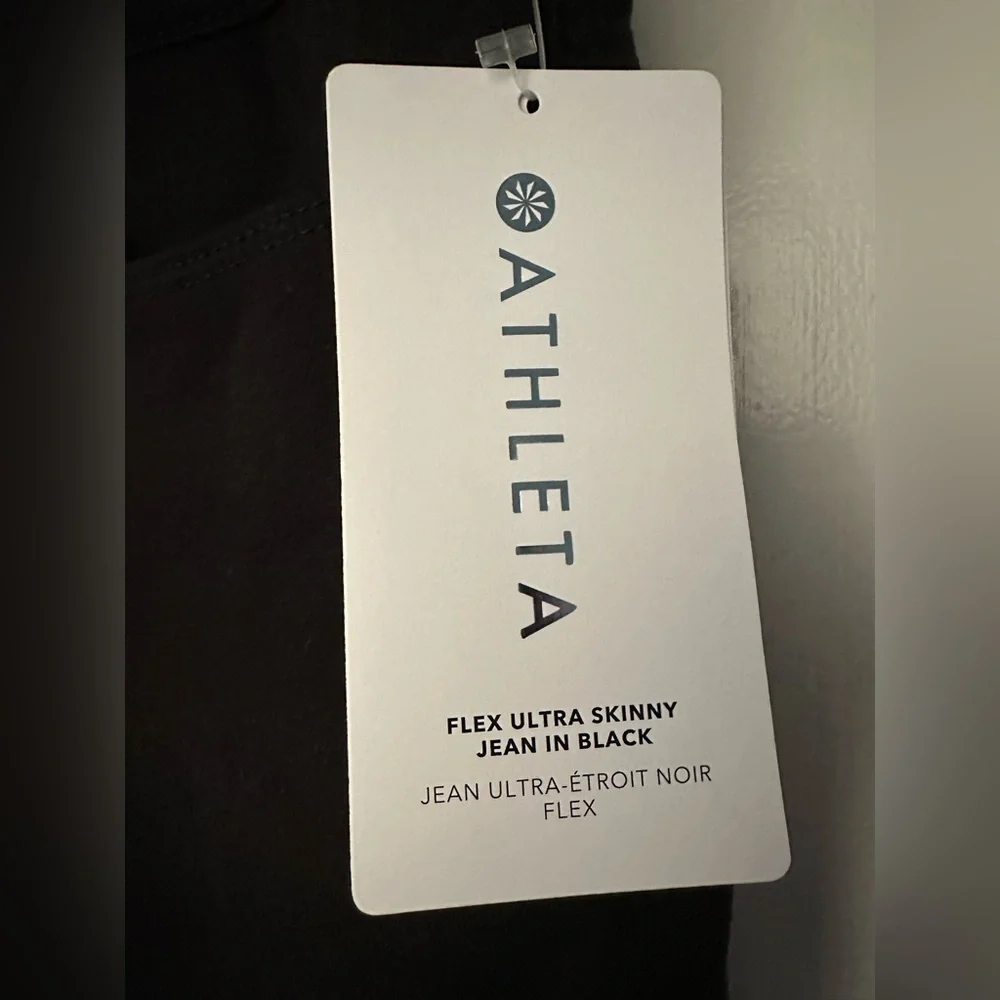 ATHLETA
FLEX ULTRA SKINNY
JEAN IN BLACK
JEAN ULTRA-ÉTROIT NOIR
FLEX